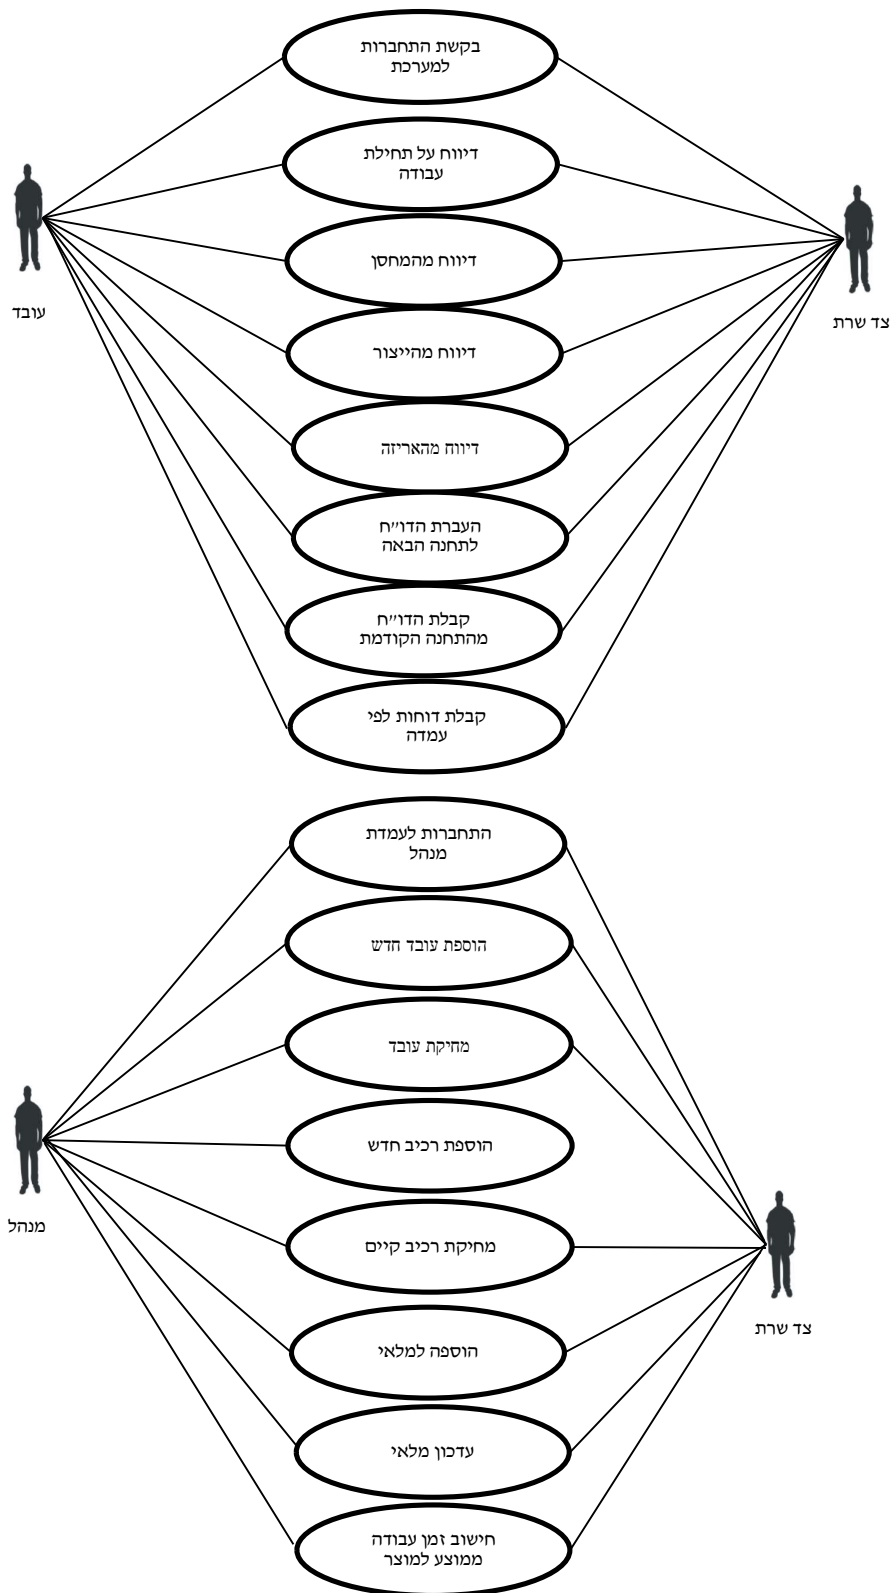 בקשת התחברות
למערכת
דיווח על תחילת
עבודה
דיווח מהמחסן
דיווח מהייצור
דיווח מהאריזה
העברת הדו״ח
לתחנה הבאה
קבלת הדו״ח
מהתחנה הקודמת
קבלת דוחות לפי
עמדה
עובד
צד שרת
התחברות לעמדת
מנהל
הוספת עובד חדש
מחיקת עובד
הוספת רכיב חדש
מחיקת רכיב קיים
הוספה למלאי
עדכון מלאי
חישוב זמן עבודה
ממוצע למוצר
מנהל
צד שרת